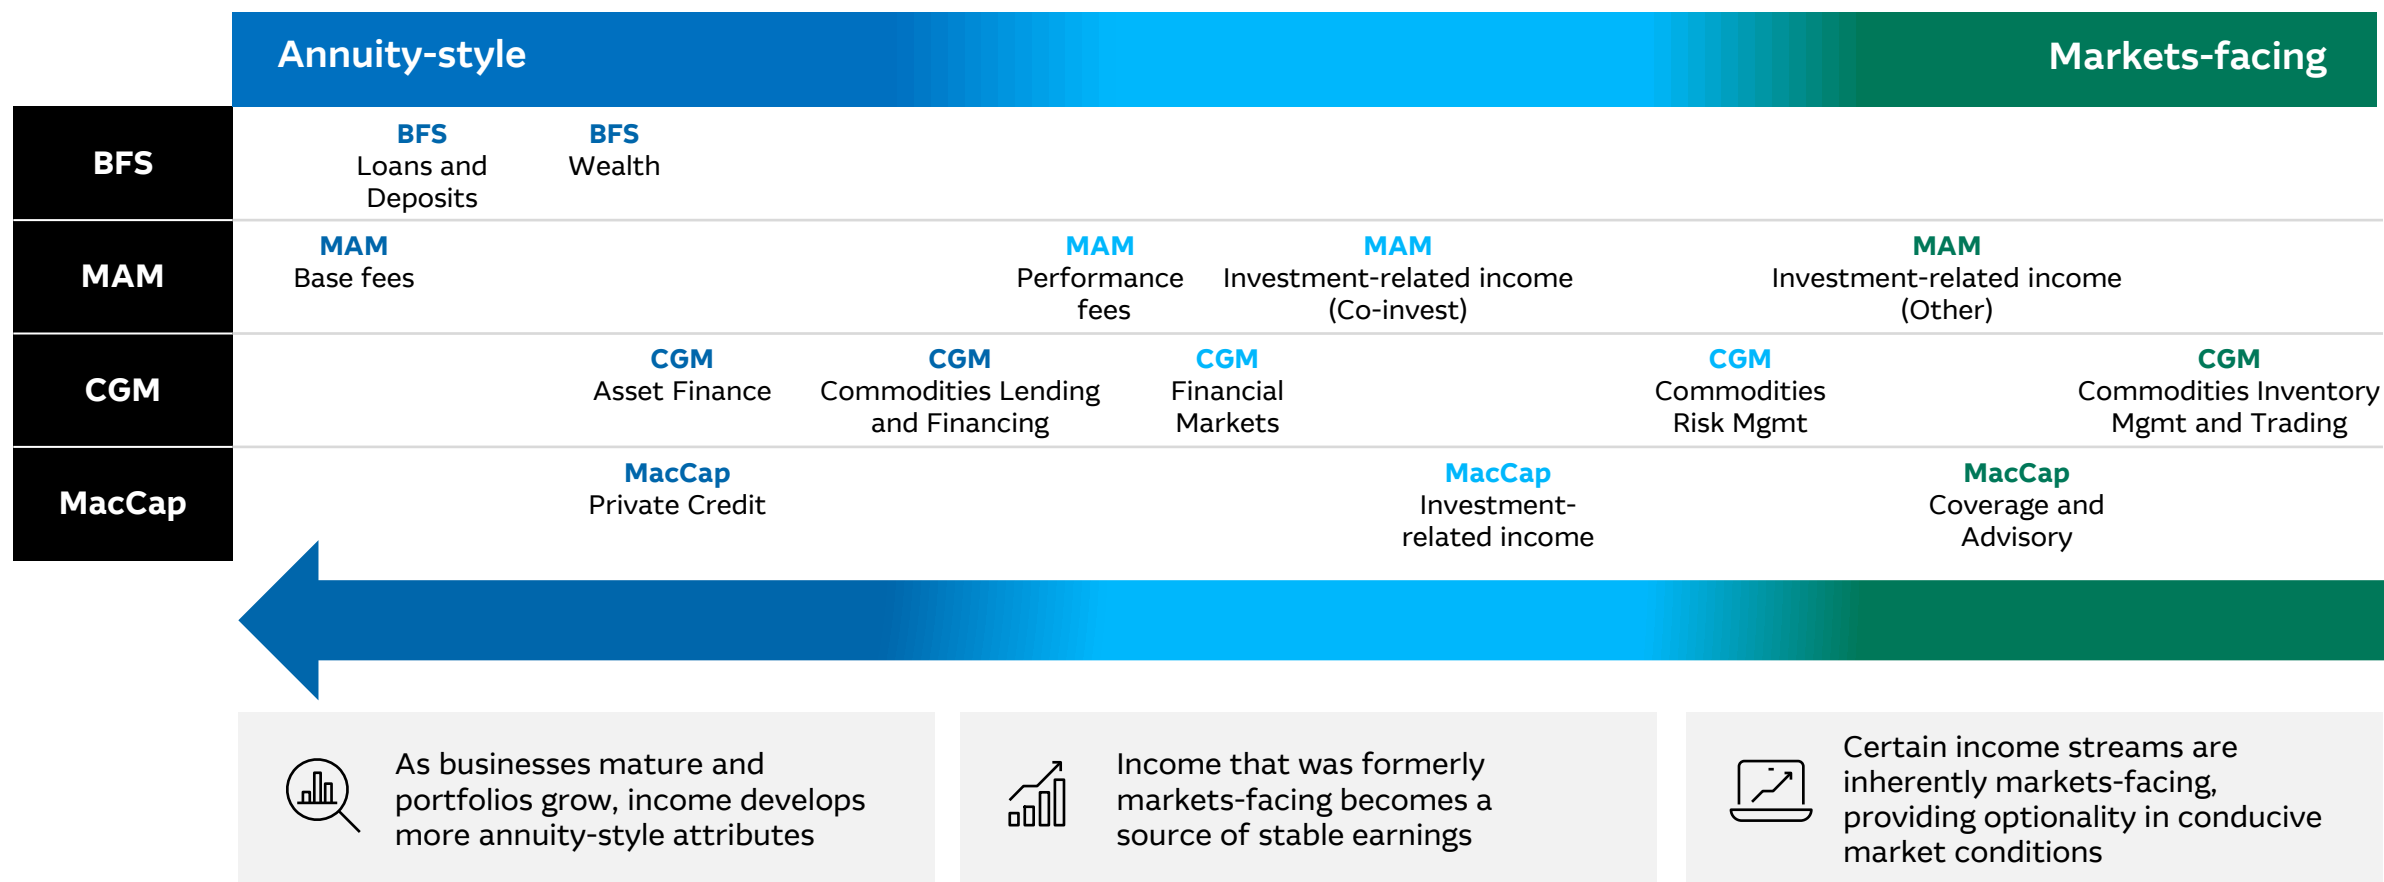 Annuity-style
Markets-facing
BFS
BFS
Loans and
Deposits
BFS
Wealth
MAM
MAM
Base fees
MAM
Performance
fees
MAM
Investment-related income
(Co-invest)
MAM
Investment-related income
(Other)
CGM
CGM
Asset Finance
CGM
Commodities Lending
and Financing
CGM
Financial
Markets
CGM
Commodities
Risk Mgmt
CGM
Commodities Inventory
Mgmt and Trading
MacCap
MacCap
Private Credit
MacCap
Investment-
related income
MacCap
Coverage and
Advisory
As businesses mature and
portfolios grow, income develops
more annuity-style attributes
Income that was formerly
markets-facing becomes a
source of stable earnings
Certain income streams are
inherently markets-facing,
providing optionality in conducive
market conditions